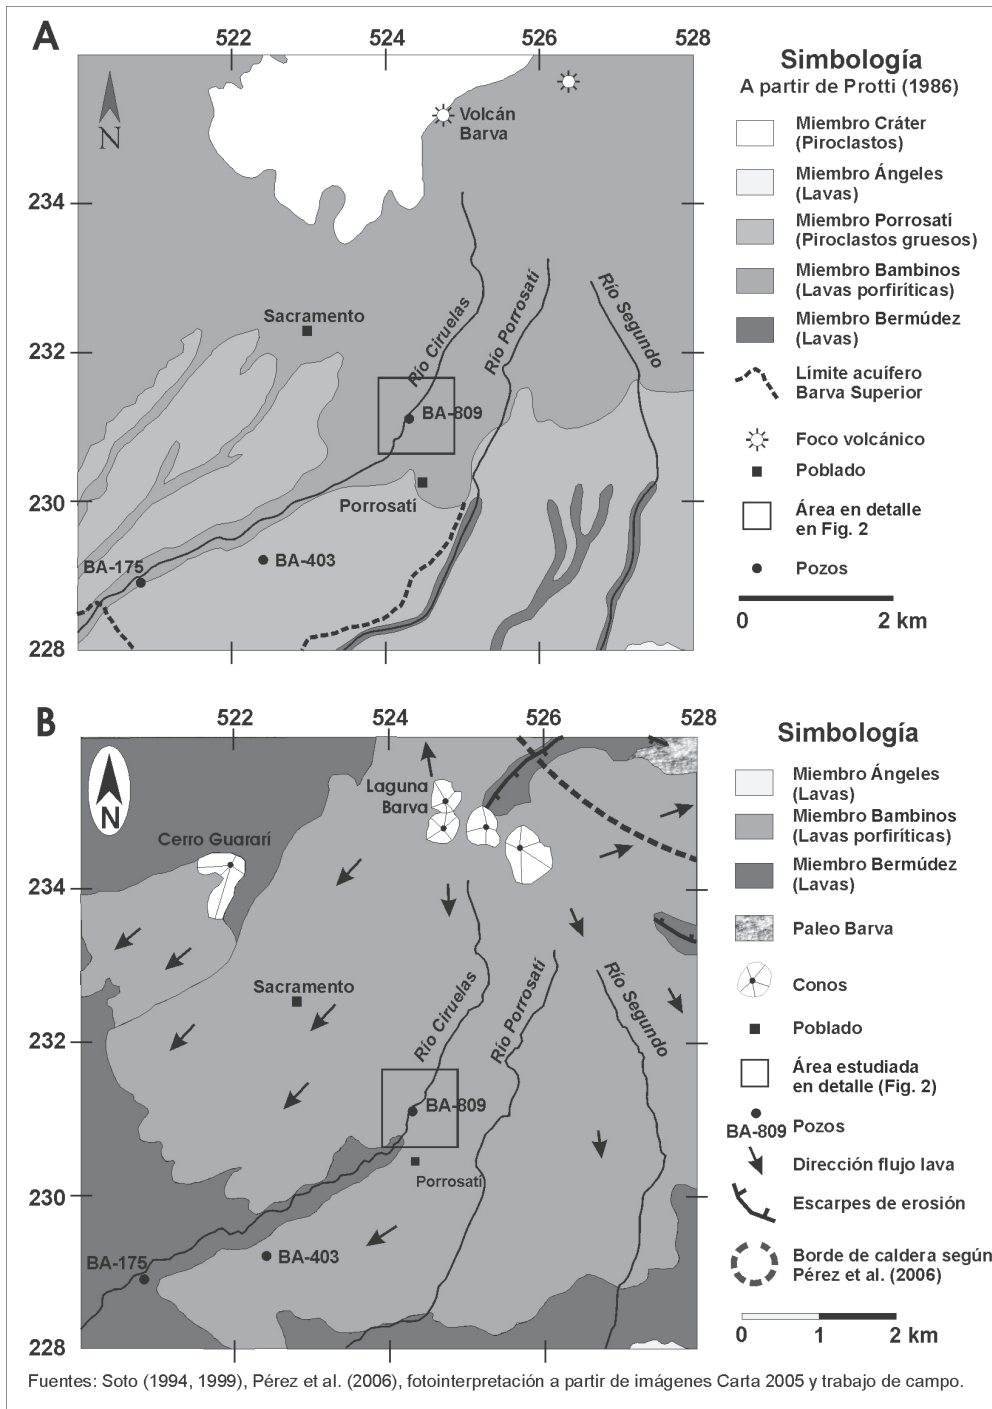 A
522
524
526
528
234
232
230
228
N
Volcán
Barva
Sacramento
Río Ciruelas
Río Porrosatí
Río Segundo
BA-809
Porrosatí
BA-175
BA-403
Simbología
A partir de Protti (1986)
Miembro Cráter
(Piroclastos)
Miembro Ángeles
(Lavas)
Miembro Porrosatí
(Piroclastos gruesos)
Miembro Bambinos
(Lavas porfiríticas)
Miembro Bermúdez
(Lavas)
Límite acuífero
Barva Superior
Foco volcánico
Poblado
Área en detalle
en Fig. 2
Pozos
0 2 km
B
522
524
526
528
234
232
230
228
N
Laguna
Barva
Cerro Guararí
Sacramento
Río Ciruelas
Río Porrosatí
Río Segundo
BA-809
Porrosatí
BA-175
BA-403
Simbología
Miembro Ángeles
(Lavas)
Miembro Bambinos
(Lavas porfiríticas)
Miembro Bermúdez
(Lavas)
Paleo Barva
Conos
Poblado
Área estudiada
en detalle (Fig. 2)
BA-809
Pozos
Dirección flujo lava
Escarpes de erosión
Borde de caldera según
Pérez et al. (2006)
0 1 2 km
Fuentes: Soto (1994, 1999), Pérez et al. (2006), fotointerpretación a partir de imágenes Carta 2005 y trabajo de campo.